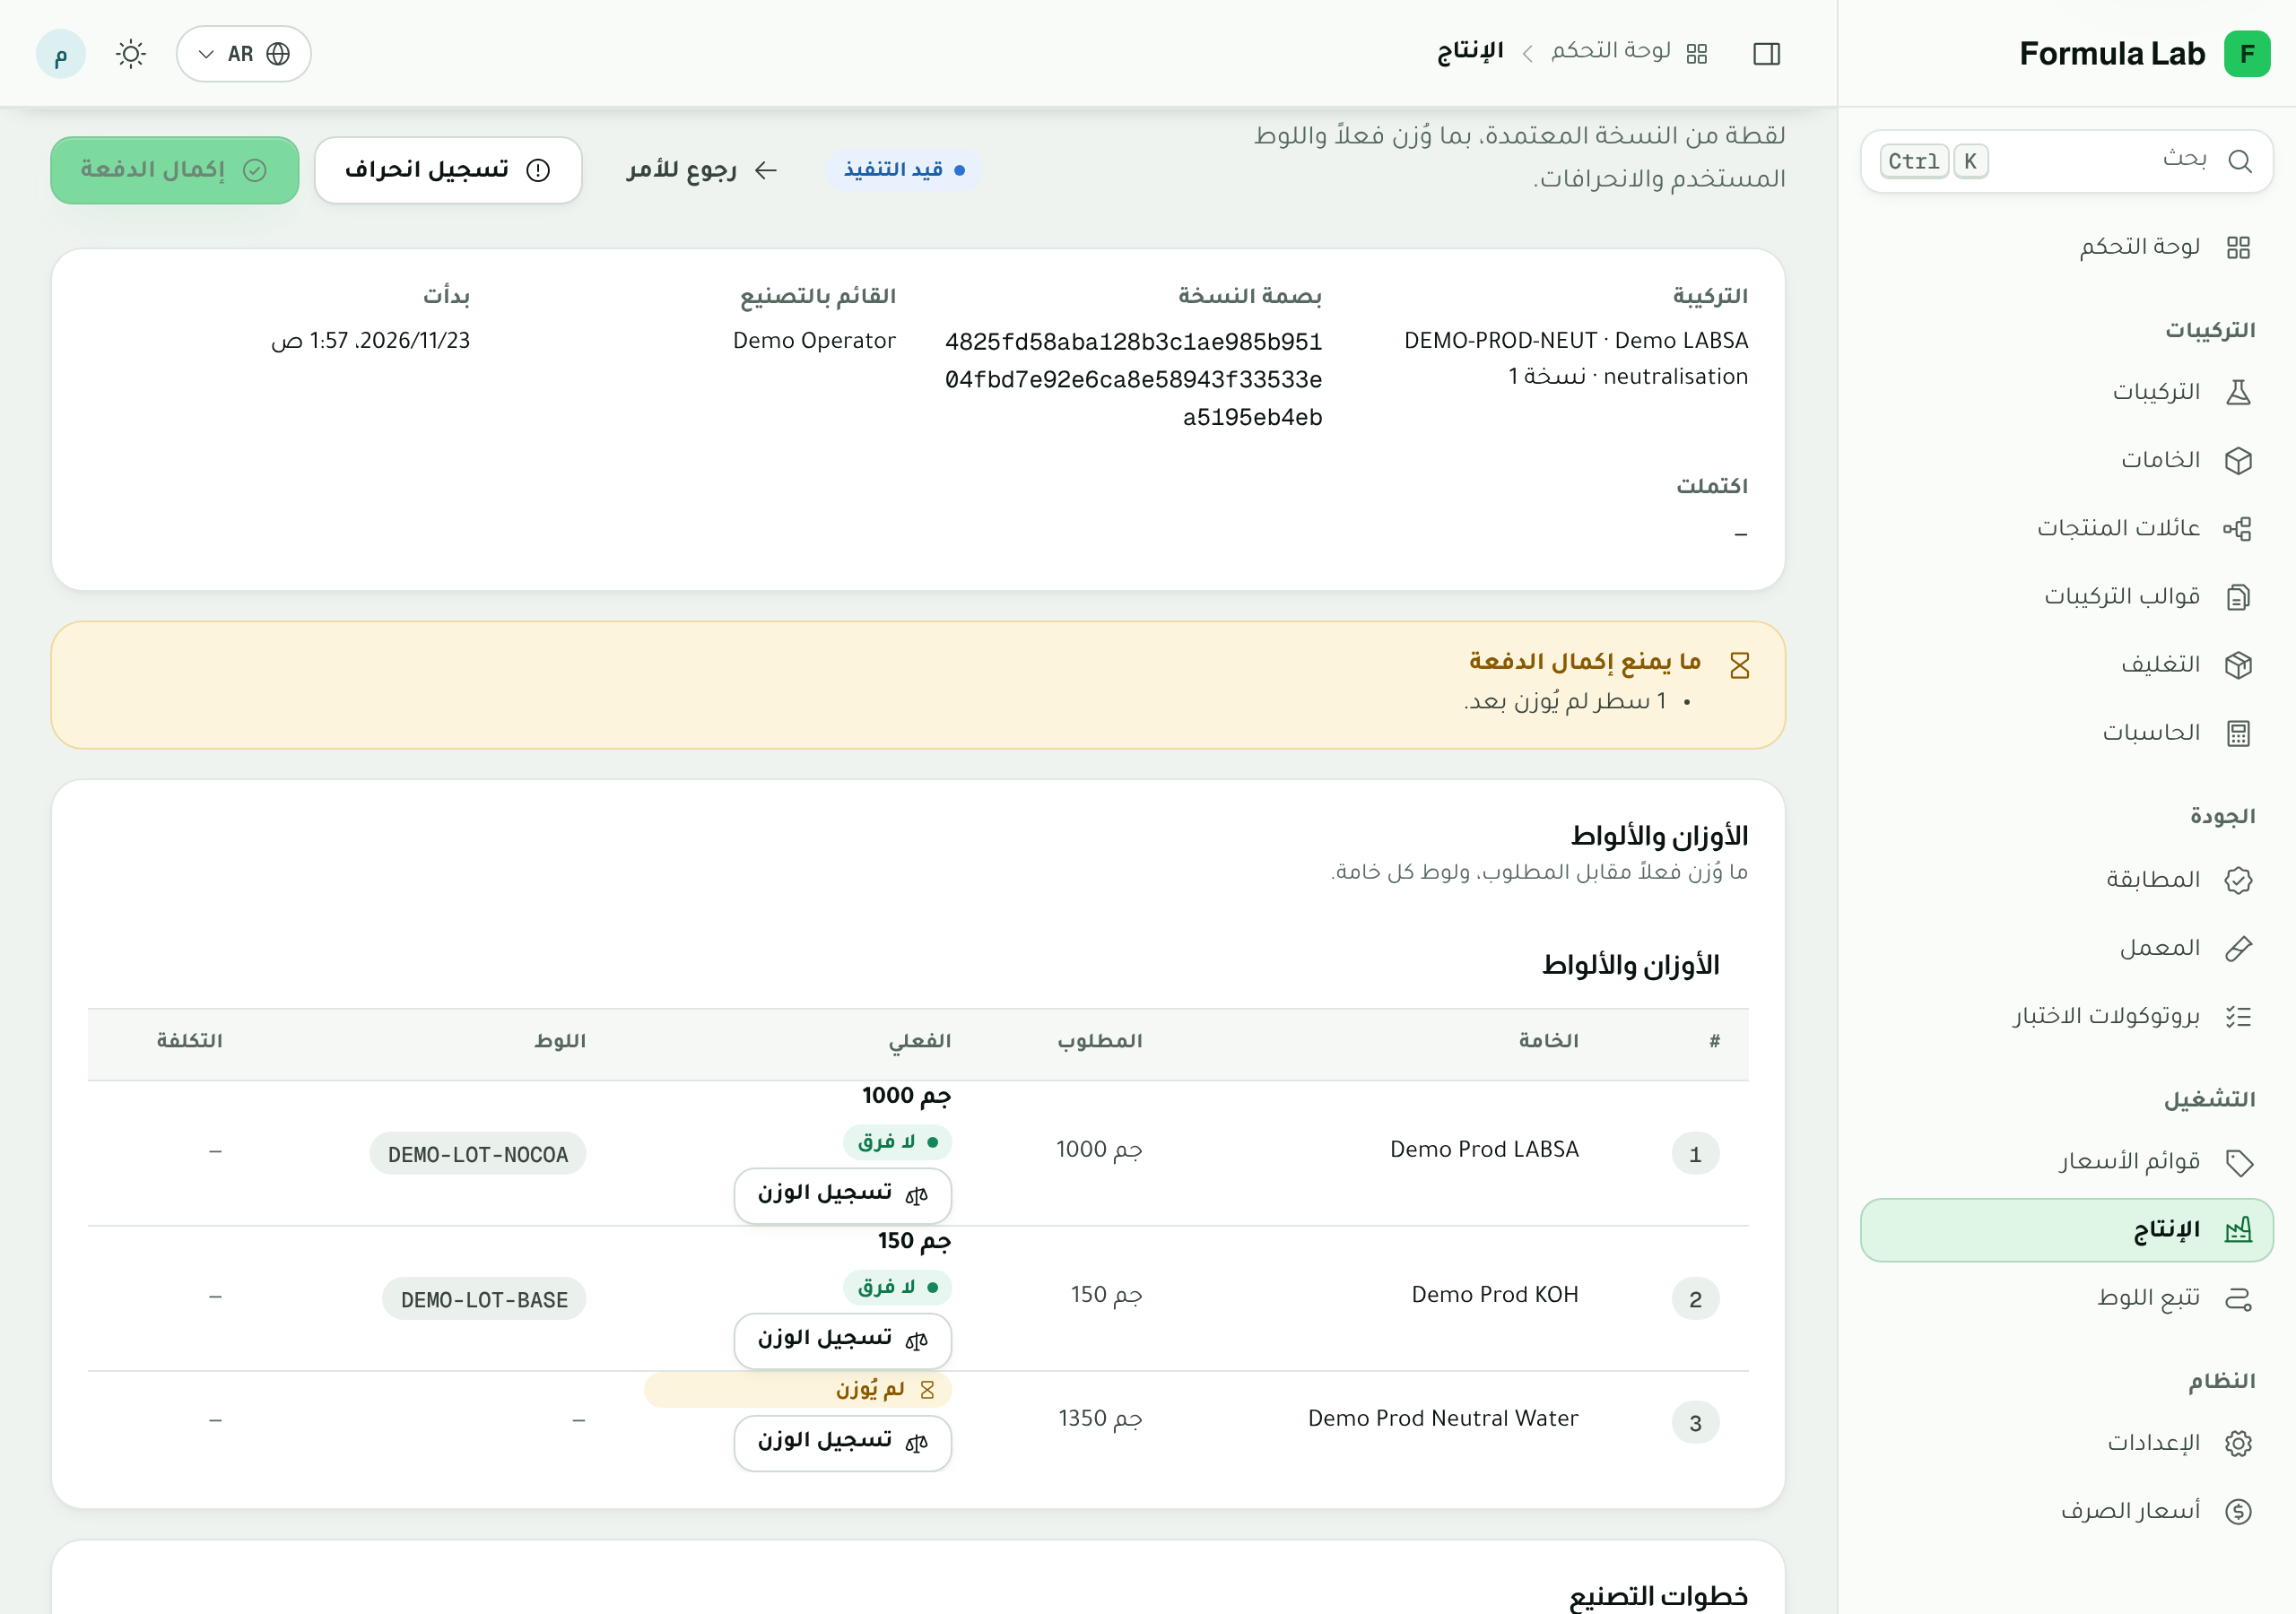 F Formula Lab
بحث Ctrl K
لوحة التحكم
التركيبات
التركيبات
الخامات
عائلات المنتجات
قوالب التركيبات
التغليف
الحاسبات
الجودة
المطابقة
المعمل
بروتوكولات الاختبار
التشغيل
قوائم الأسعار
الإنتاج
تتبع اللوط
النظام
الإعدادات
أسعار الصرف
لوحة التحكم
الإنتاج
AR
م
لقطة من النسخة المعتمدة، بما وُزن فعلاً واللوط
المستخدم والانحرافات.
قيد التنفيذ
رجوع للأمر
تسجيل انحراف
إكمال الدفعة
التركيبة
DEMO-PROD-NEUT · Demo LABSA
neutralisation · نسخة 1
بصمة النسخة
4825fd58aba128b3c1ae985b951
04fbd7e92e6ca8e58943f33533e
a5195eb4eb
القائم بالتصنيع
Demo Operator
بدأت
2026/11/23، 1:57 ص
اكتملت
–
ما يمنع إكمال الدفعة
• 1 سطر لم يُوزن بعد.
الأوزان والألواط
ما وُزن فعلاً مقابل المطلوب، ولوط كل خامة.
الأوزان والألواط
# الخامة المطلوب الفعلي اللوط التكلفة
1 Demo Prod LABSA
جم 1000
جم 1000
لا فرق
تسجيل الوزن
DEMO-LOT-NOCOA
–
2 Demo Prod KOH
جم 150
جم 150
لا فرق
تسجيل الوزن
DEMO-LOT-BASE
–
3 Demo Prod Neutral Water
جم 1350
لم يُوزن
تسجيل الوزن
–
–
خطوات التصنيع